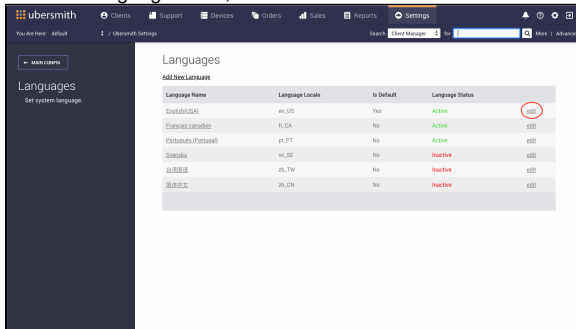 ubersmith
Clients
Support
Devices
Orders
Sales
Reports
Settings
You Are Here: default / Ubersmith Settings
Search Client Manager for
More | Advance
← MAIN CONFIG
Languages
Set system language.
Languages
Add New Language
Language Name Language Locale Is Default Language Status
English(USA) en_US Yes Active edit
Français canadien fr_CA No Active edit
Português (Portugal) pt_PT No Active edit
Svenska sv_SE No Inactive edit
台灣國語 zh_TW No Inactive edit
简体中文 zh_CN No Inactive edit